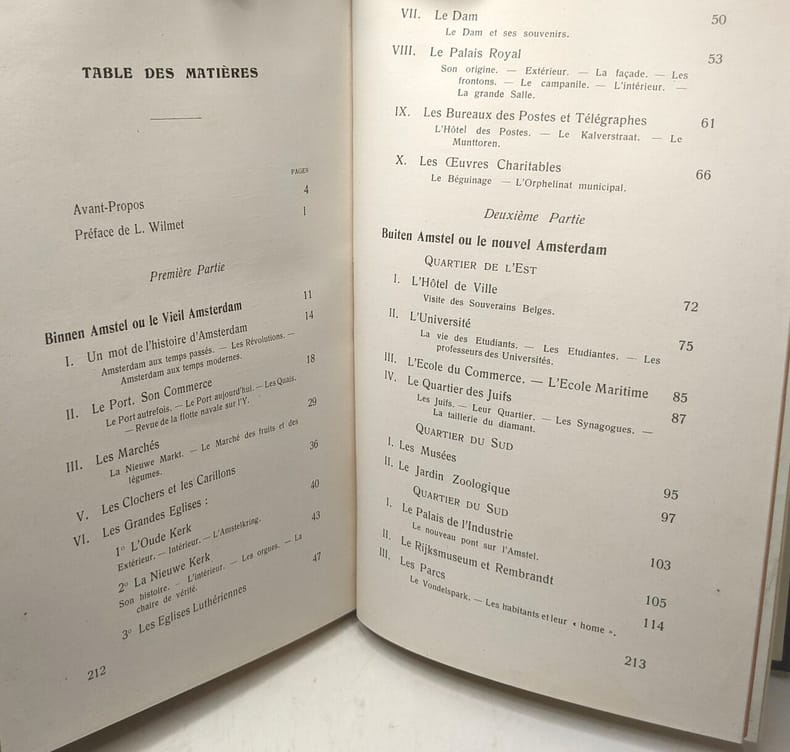 TABLE DES MATIÈRES
PAGES
Avant-Propos 4
Préface de L. Wilmet 1
Première Partie
Binnen Amstel ou le Vieil Amsterdam 11
I. Un mot de l'histoire d'Amsterdam 14
Amsterdam aux temps passés. — Les Révolutions. —
Amsterdam aux temps modernes.
II. Le Port. Son Commerce 18
Le Port autrefois. — Le Port aujourd'hui. — Les Quais.
— Revue de la flotte navale sur l'Y.
III. Les Marchés 29
La Nieuwe Markt. — Le Marché des fruits et des
légumes.
V. Les Clochers et les Carillons 36
VI. Les Grandes Eglises : 40
1º L'Oude Kerk
Extérieur. — Intérieur. — L'Amstelkring. 43
2º La Nieuwe Kerk
Son histoire. — L'intérieur. — Les orgues. — La
chaire de vérité. 47
3º Les Eglises Luthériennes
212
VII. Le Dam 50
Le Dam et ses souvenirs.
VIII. Le Palais Royal 53
Son origine. — Extérieur. — La façade. — Les
frontons. — Le campanile. — L'intérieur. —
La grande Salle.
IX. Les Bureaux des Postes et Télégraphes 61
L'Hôtel des Postes. — Le Kalverstraat. — Le
Munttoren.
X. Les Œuvres Charitables 66
Le Béguinage — L'Orphelinat municipal.
Deuxième Partie
Buiten Amstel ou le nouvel Amsterdam
QUARTIER DE L'EST
I. L'Hôtel de Ville 72
Visite des Souverains Belges.
II. L'Université 75
La vie des Etudiants. — Les Etudiantes. — Les
professeurs des Universités.
III. L'Ecole du Commerce. — L'Ecole Maritime 85
IV. Le Quartier des Juifs 87
Les Juifs. — Leur Quartier. — Les Synagogues. —
La taillerie du diamant.
QUARTIER DU SUD
I. Les Musées 95
II. Le Jardin Zoologique 97
QUARTIER DU SUD
I. Le Palais de l'Industrie 103
Le nouveau pont sur l'Amstel.
II. Le Rijksmuseum et Rembrandt 105
III. Les Parcs 114
Le Vondelspark. — Les habitants et leur « home ».
213